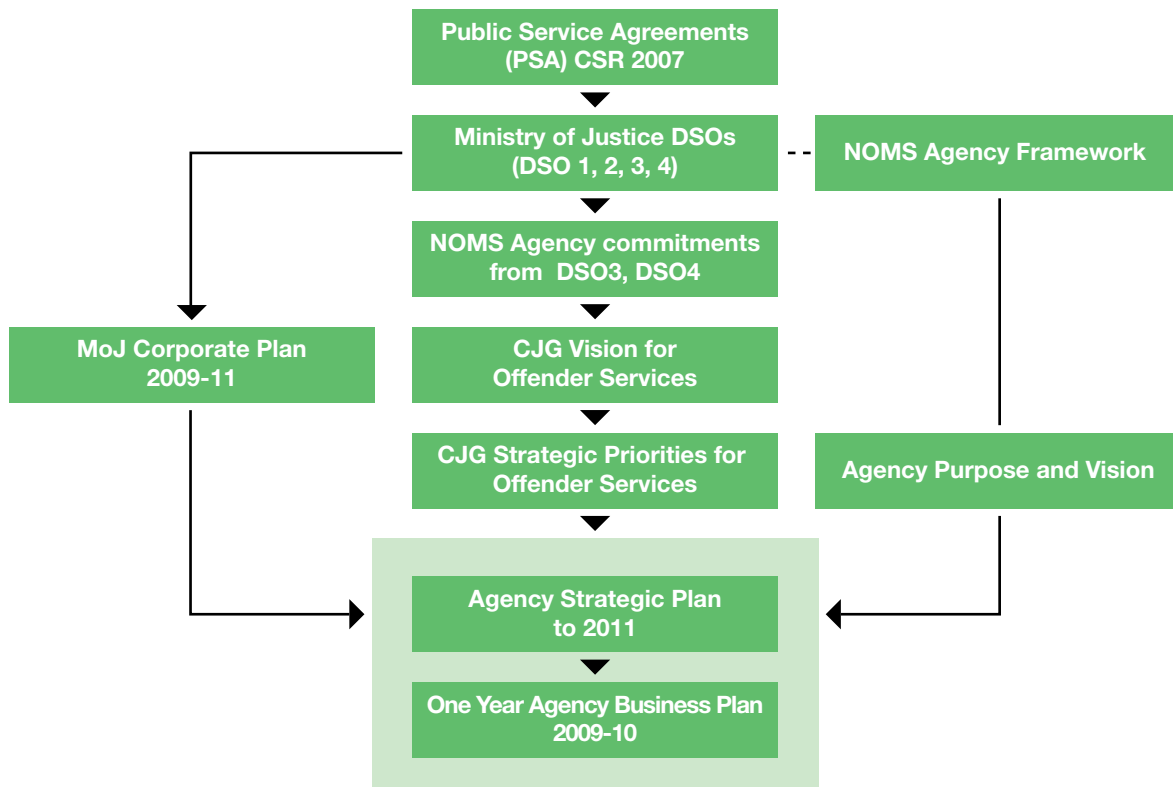 Public Service Agreements
(PSA) CSR 2007
Ministry of Justice DSOs
(DSO 1, 2, 3, 4)
NOMS Agency Framework
NOMS Agency commitments
from DSO3, DSO4
MoJ Corporate Plan
2009-11
CJG Vision for
Offender Services
CJG Strategic Priorities for
Offender Services
Agency Purpose and Vision
Agency Strategic Plan
to 2011
One Year Agency Business Plan
2009-10